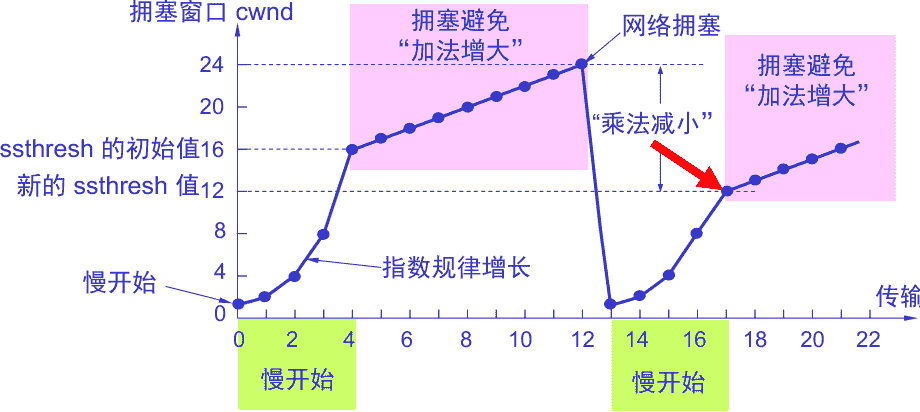 拥塞窗口 cwnd
拥塞避免
“加法增大”
网络拥塞
拥塞避免
“加法增大”
24
20
“乘法减小”
ssthresh 的初始值16
新的 ssthresh 值12
8
指数规律增长
4
慢开始
传输
0
0 2 4 6 8 10 12 14 16 18 20 22
慢开始
慢开始